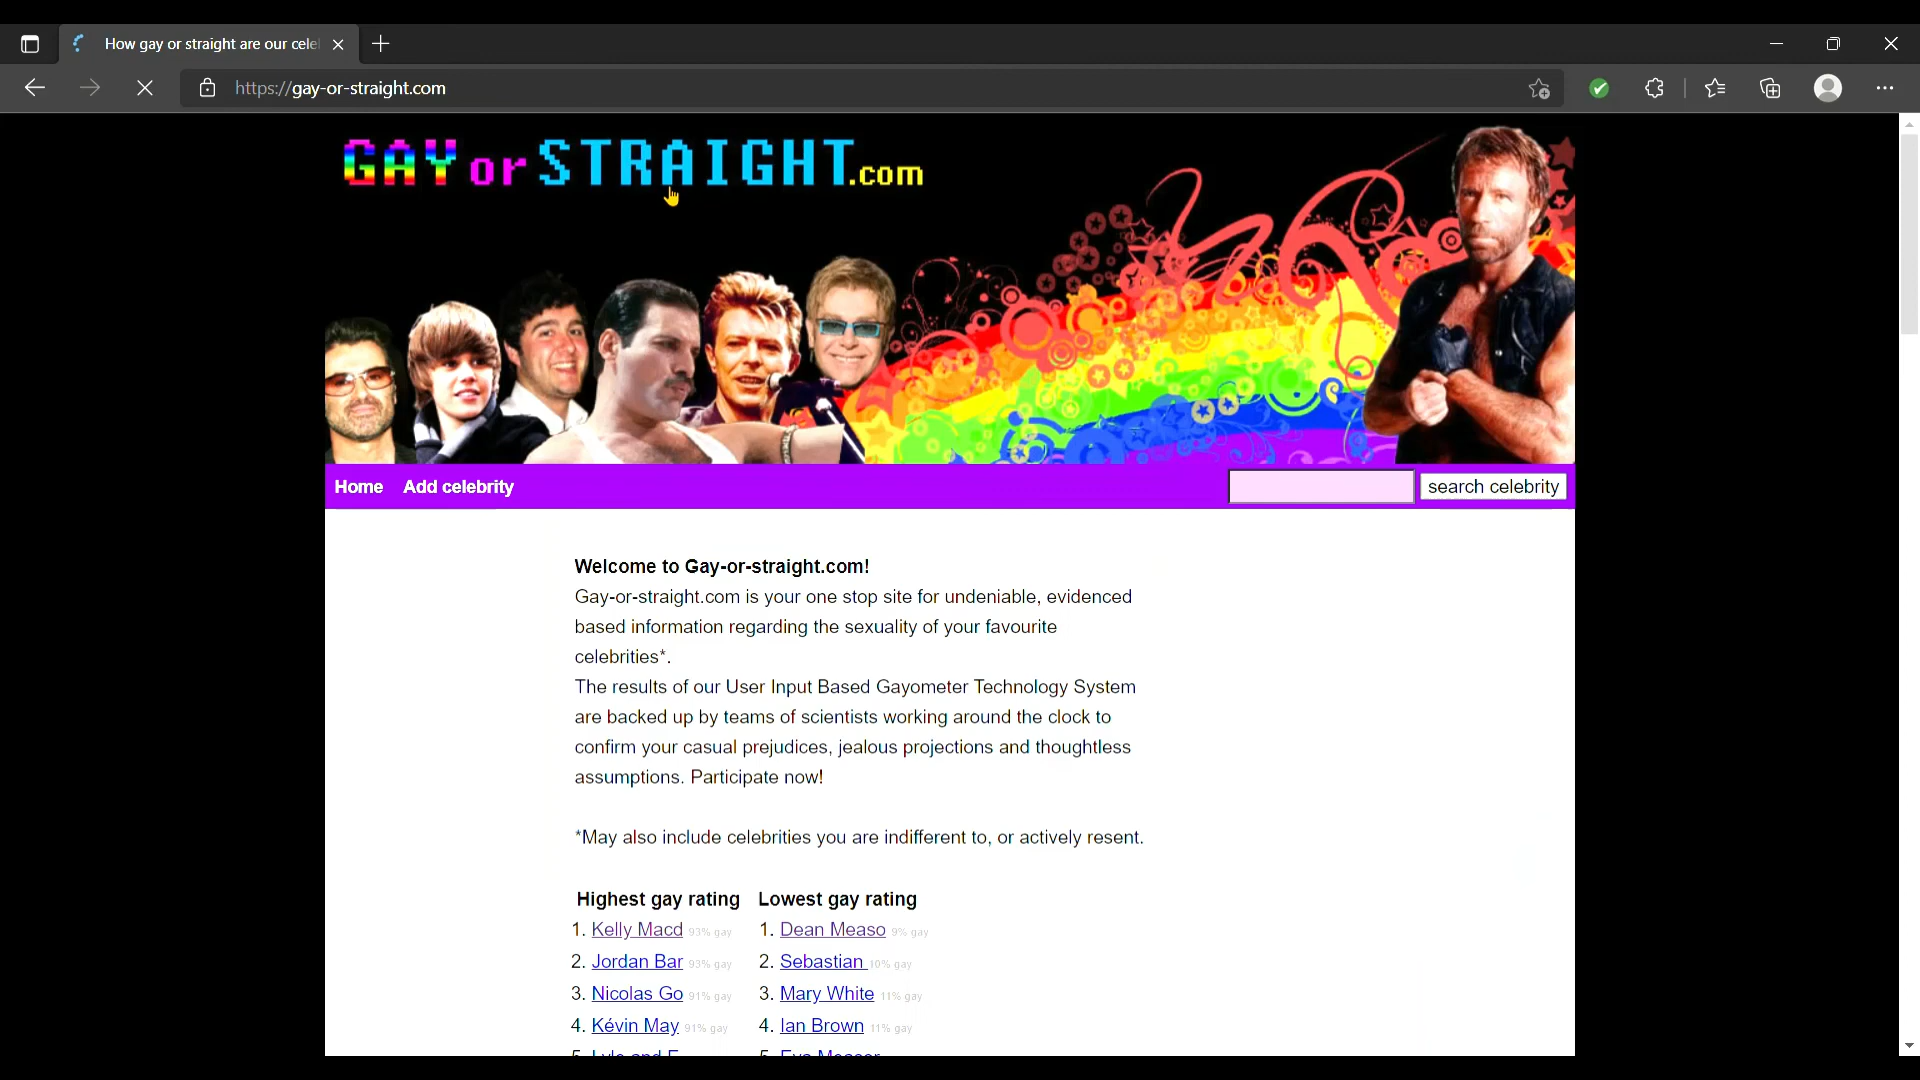 How gay or straight are our cele
https://gay-or-straight.com
GAY or STRAIGHT.com
Home Add celebrity search celebrity
Welcome to Gay-or-straight.com!
Gay-or-straight.com is your one stop site for undeniable, evidenced
based information regarding the sexuality of your favourite
celebrities*.
The results of our User Input Based Gayometer Technology System
are backed up by teams of scientists working around the clock to
confirm your casual prejudices, jealous projections and thoughtless
assumptions. Participate now!
*May also include celebrities you are indifferent to, or actively resent.
Highest gay rating Lowest gay rating
1. Kelly Macd 93% gay 1. Dean Measo 9% gay
2. Jordan Bar 93% gay 2. Sebastian 10% gay
3. Nicolas Go 91% gay 3. Mary White 11% gay
4. Kévin May 91% gay 4. Ian Brown 11% gay